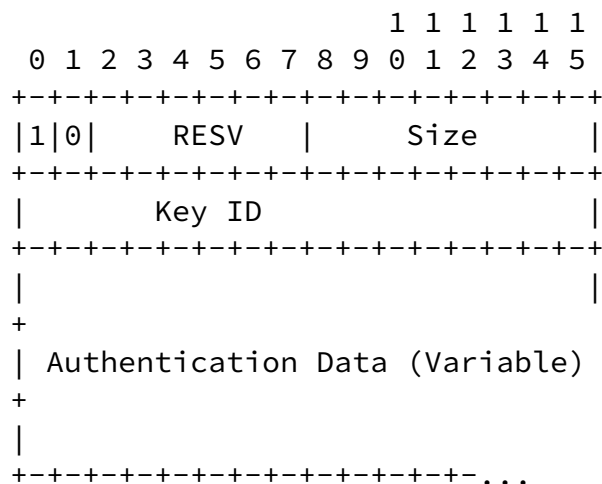 1 1 1 1 1 1
 0 1 2 3 4 5 6 7 8 9 0 1 2 3 4 5
+-+-+-+-+-+-+-+-+-+-+-+-+-+-+-+-+
|1|0|    RESV   |     Size      |
+-+-+-+-+-+-+-+-+-+-+-+-+-+-+-+-+
|       Key ID                  |
+-+-+-+-+-+-+-+-+-+-+-+-+-+-+-+-+
|                               |
+
| Authentication Data (Variable)
+
|
+-+-+-+-+-+-+-+-+-+-+-+-+-...